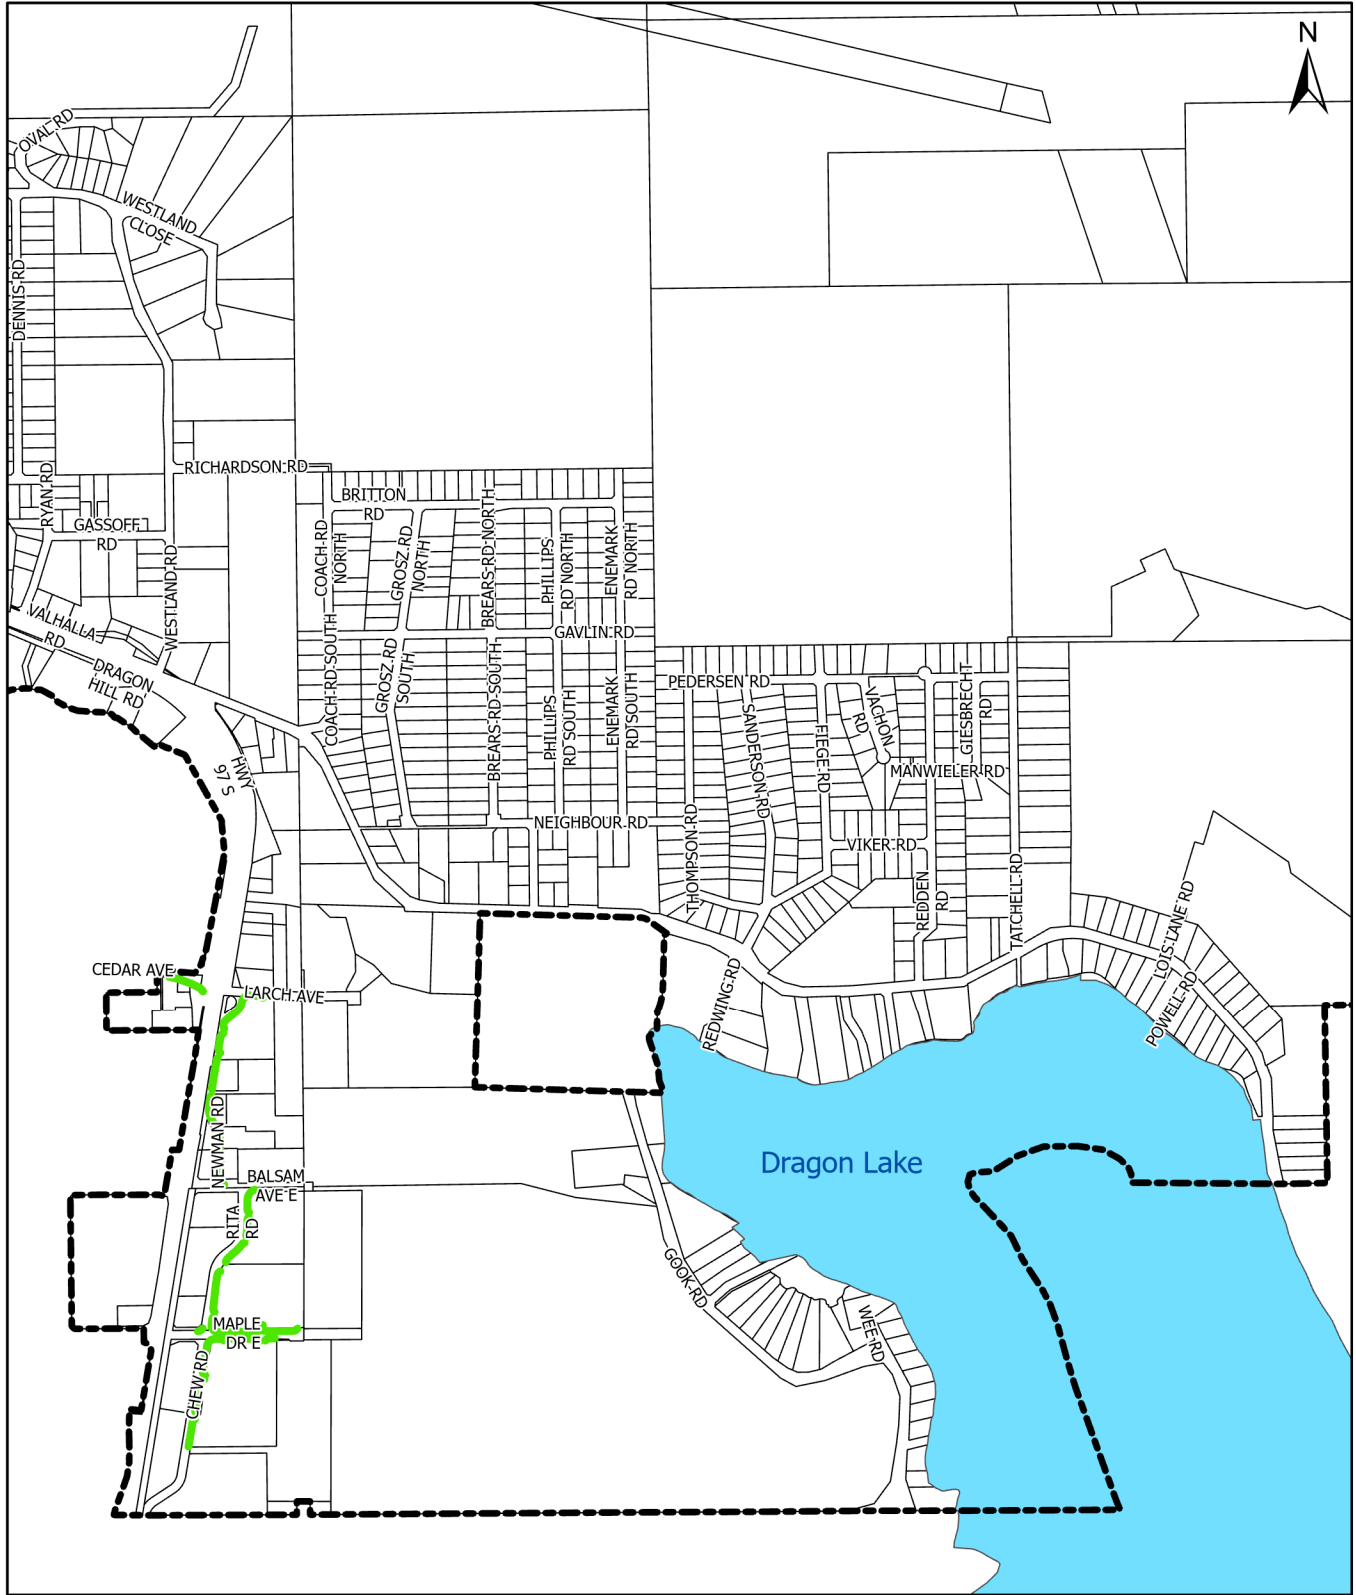 N
OVAL RD
WESTLAND
CLOSE
DENNIS RD
RICHARDSON RD
RYAN RD
BRITTON
RD
GASSOFF
RD
COACH RD
NORTH
GROSZ RD
NORTH
BREARS RD NORTH
PHILLIPS
RD NORTH
ENEMARK
RD NORTH
WESTLAND RD
VALHALLA
RD
GAVLIN RD
DRAGON
HILL RD
COACH RD SOUTH
GROSZ RD
SOUTH
BREARS RD SOUTH
PHILLIPS
RD SOUTH
ENEMARK
RD SOUTH
PEDERSEN RD
SANDERSON RD
FIEGE RD
VACHON
RD
GIESBRECHT
RD
HWY
97 S
MANWIELER RD
NEIGHBOUR RD
THOMPSON RD
VIKER RD
REDDEN
RD
TATCHELL RD
LOIS LANE RD
POWELL RD
REDWING RD
CEDAR AVE
LARCH AVE
NEWMAN RD
Dragon Lake
BALSAM
AVE E
RITA
RD
GOOK RD
WEE RD
MAPLE
DR E
CHEW RD